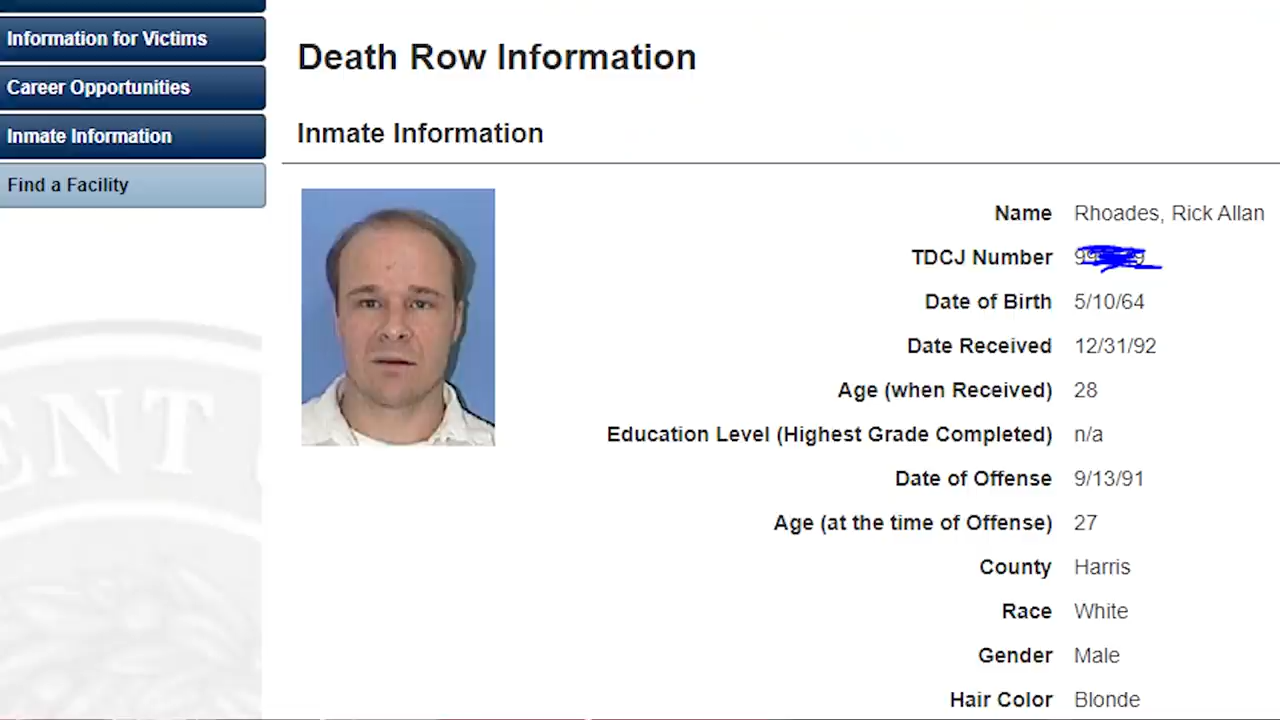 Information for Victims
Career Opportunities
Inmate Information
Find a Facility
Death Row Information
Inmate Information
Name Rhoades, Rick Allan
TDCJ Number
Date of Birth 5/10/64
Date Received 12/31/92
Age (when Received) 28
Education Level (Highest Grade Completed) n/a
Date of Offense 9/13/91
Age (at the time of Offense) 27
County Harris
Race White
Gender Male
Hair Color Blonde
ENT